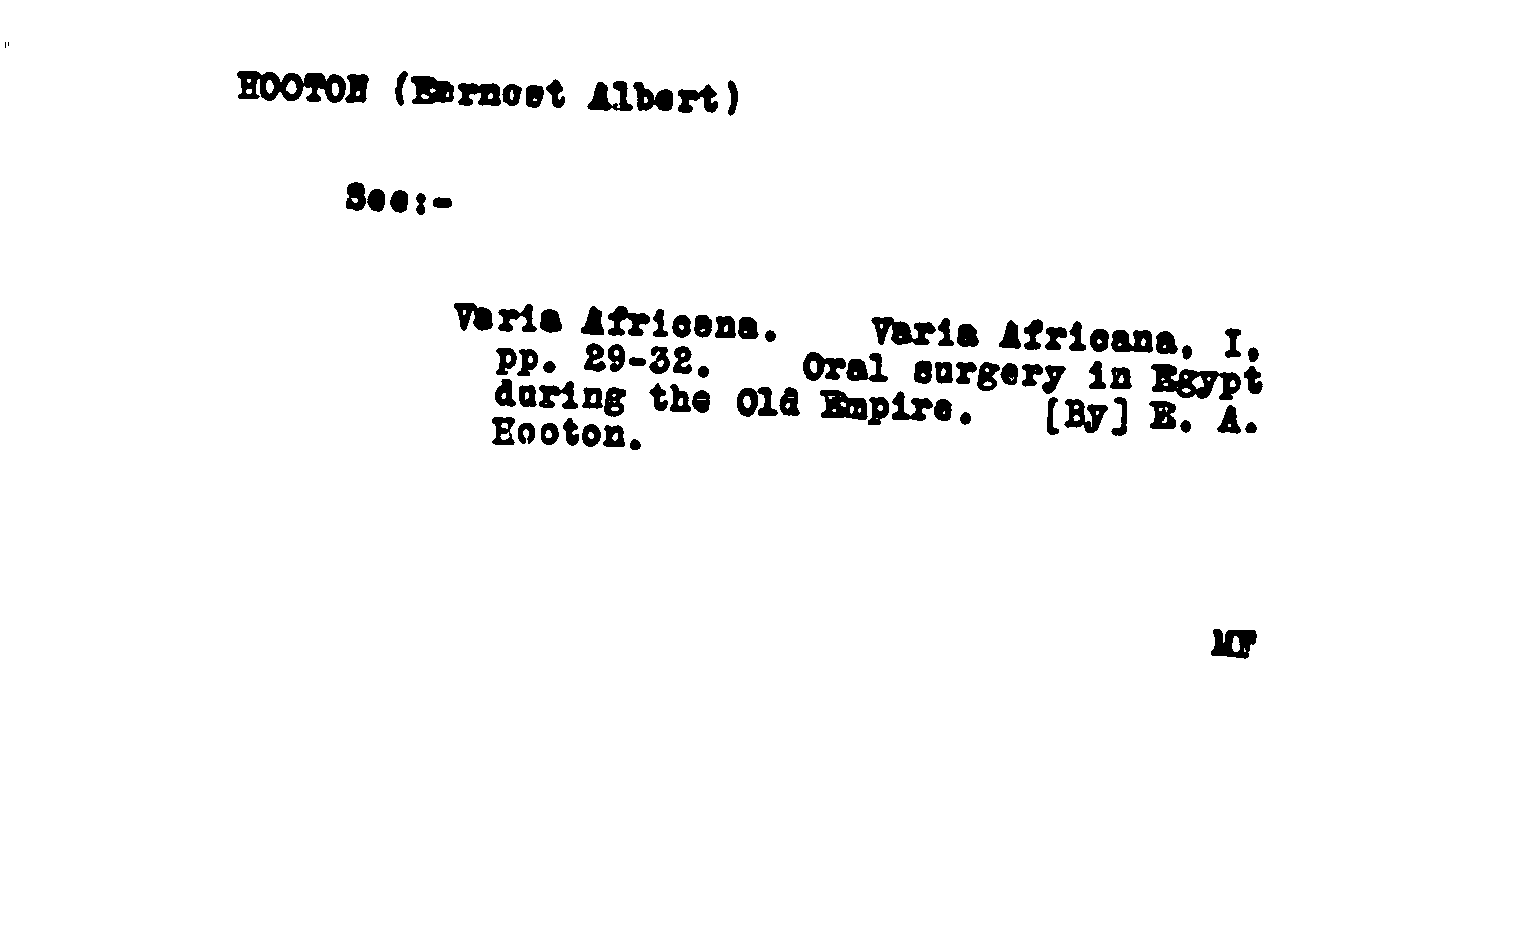 HOOTON (Earnest Albert)
See:-
Varia Africana. Varia Africana, I,
pp. 29-32. Oral surgery in Egypt
during the Old Empire. [By] E. A.
Hooton.
MF